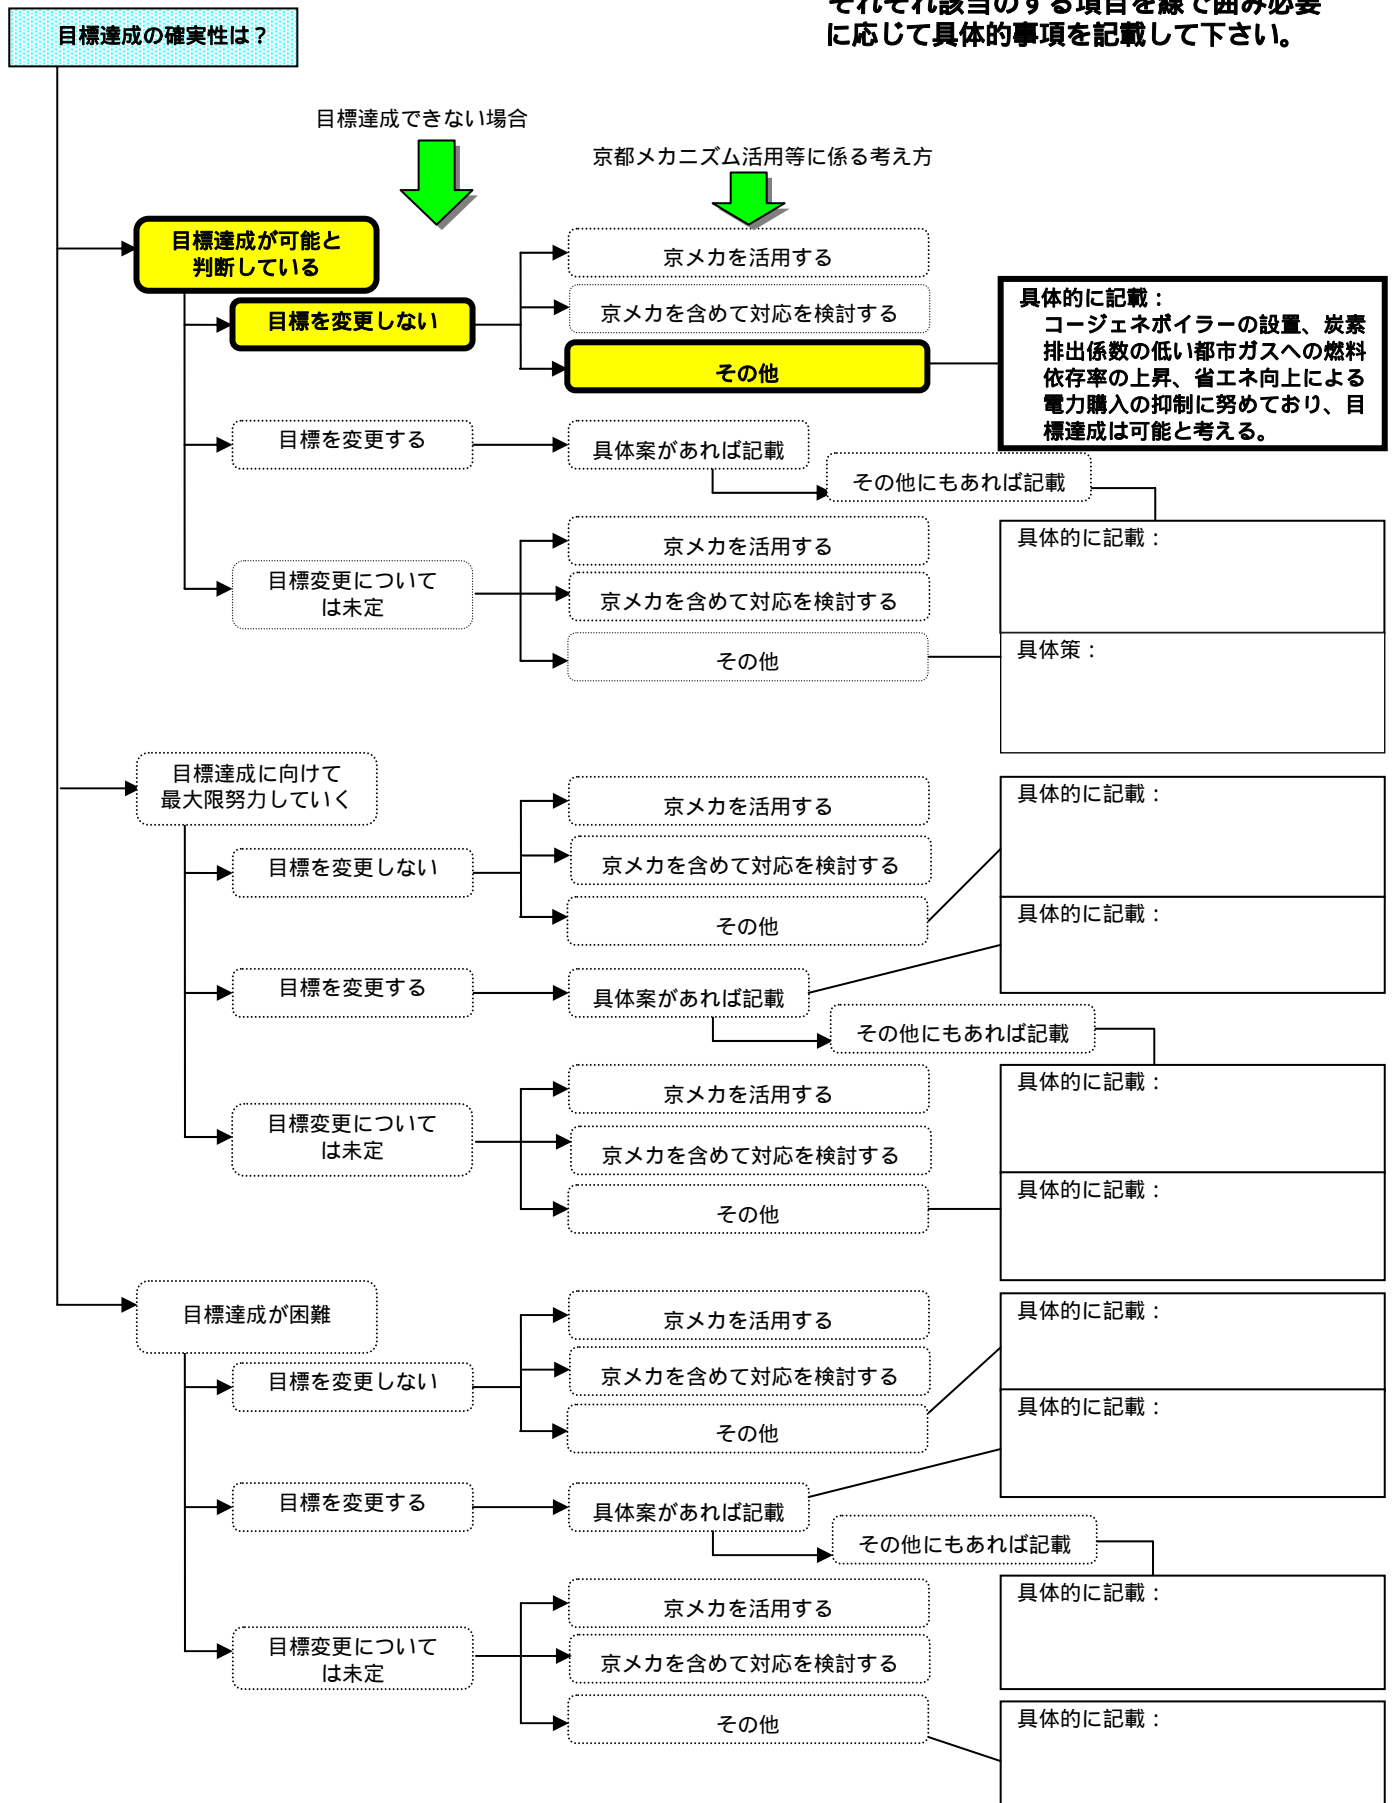 それぞれ該当のする項目を線で囲み必要
に応じて具体的事項を記載して下さい。
目標達成の確実性は？
目標達成できない場合
京都メカニズム活用等に係る考え方
目標達成が可能と
判断している
目標を変更しない
京メカを活用する
京メカを含めて対応を検討する
その他
具体的に記載：
コージェネボイラーの設置、炭素
排出係数の低い都市ガスへの燃料
依存率の上昇、省エネ向上による
電力購入の抑制に努めており、目
標達成は可能と考える。
目標を変更する
具体案があれば記載
その他にもあれば記載
具体的に記載：
目標変更について
は未定
京メカを活用する
京メカを含めて対応を検討する
その他
具体策：
目標達成に向けて
最大限努力していく
目標を変更しない
京メカを活用する
京メカを含めて対応を検討する
その他
具体的に記載：
目標を変更する
具体案があれば記載
具体的に記載：
その他にもあれば記載
具体的に記載：
目標変更について
は未定
京メカを活用する
京メカを含めて対応を検討する
その他
具体的に記載：
目標達成が困難
目標を変更しない
京メカを活用する
京メカを含めて対応を検討する
その他
具体的に記載：
目標を変更する
具体案があれば記載
具体的に記載：
その他にもあれば記載
具体的に記載：
目標変更について
は未定
京メカを活用する
京メカを含めて対応を検討する
その他
具体的に記載：